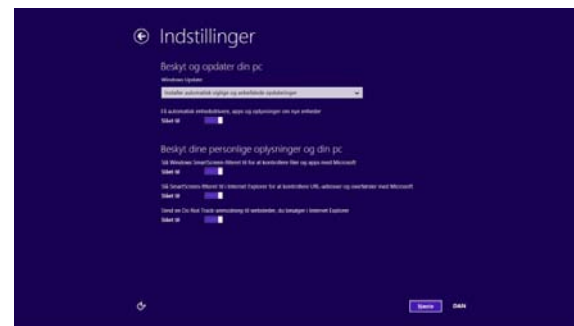 Indstillinger
Beskyt og opdater din pc
Windows Update
Installer automatisk vigtige og anbefalede opdateringer
Få automatisk enhedsdrivere, apps og oplysninger om nye enheder
Slået til
Beskyt dine personlige oplysninger og din pc
Slå Windows SmartScreen-filteret til for at kontrollere filer og apps med Microsoft
Slået til
Slå SmartScreen-filteret til i Internet Explorer for at kontrollere URL-adresser og overførsler med Microsoft
Slået til
Send en Do Not Track-anmodning til websteder, du besøger i Internet Explorer
Slået til
Næste DAN